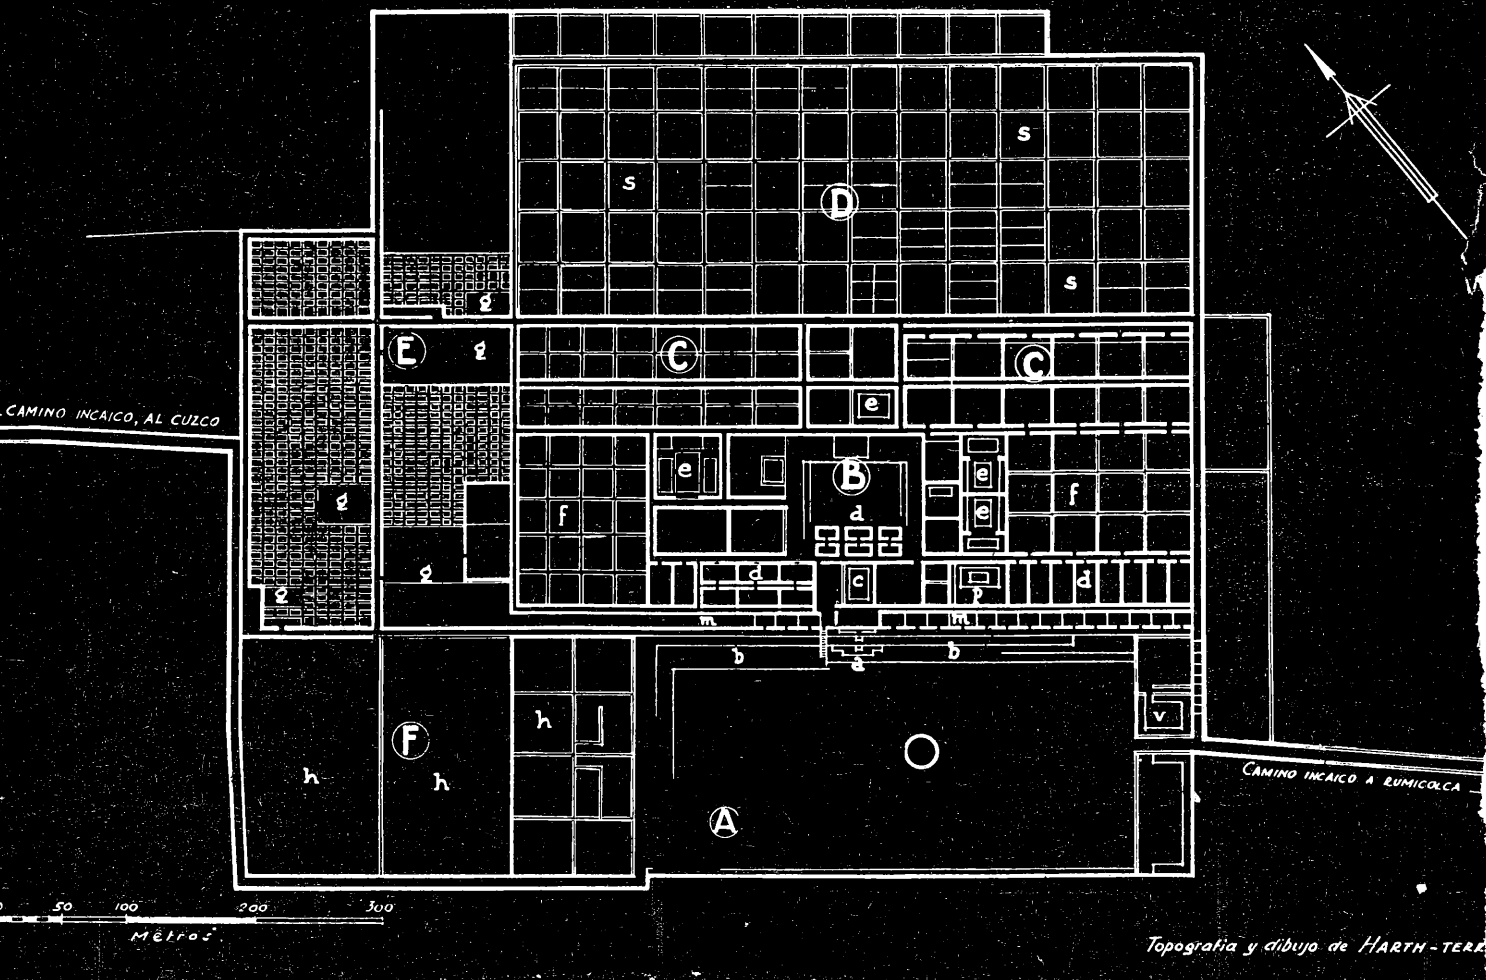 s
s
D
s
g
E
g
C
C
e
CAMINO INCAICO, AL CUZCO
e
B
e
g
f
d
e
f
g
d
c
p
d
g
m
m
b
a
b
h
v
F
h
h
A
CAMINO INCAICO A RUMICOLCA
50 100 200 300
Metros.
Topografia y dibujo de HARTH-TERR